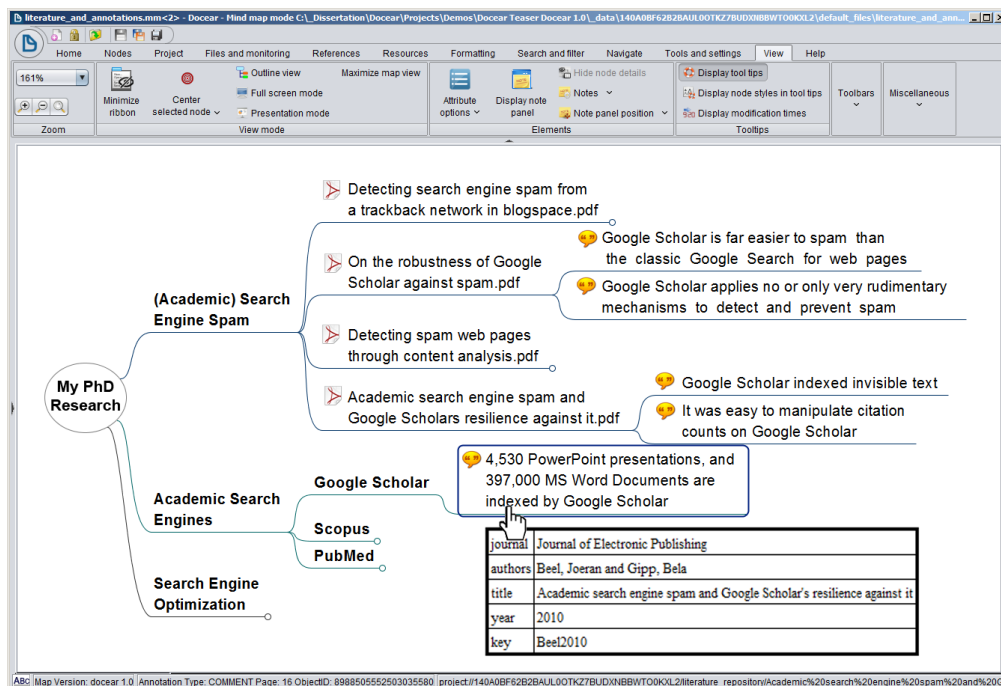 literature_and_annotations.mm<2> - Docear - Mind map mode C:\_Dissertation\Docear\Projects\Demos\Docear Teaser Docear 1.0\_data\140A0BF62B2BAUL0OTKZ7BUDXNBBWTO0KXL2\default_files\literature_and_ann...
Home Nodes Project Files and monitoring References Resources Formatting Search and filter Navigate Tools and settings View Help
161%
Minimize ribbon
Center selected node
Outline view
Full screen mode
Presentation mode
Maximize map view
Attribute options
Display note panel
Hide node details
Notes
Note panel position
Display tool tips
Display node styles in tool tips
Display modification times
Toolbars
Miscellaneous
Zoom View mode Elements Tooltips
Detecting search engine spam from
a trackback network in blogspace.pdf
Google Scholar is far easier to spam than
the classic Google Search for web pages
On the robustness of Google
Scholar against spam.pdf
Google Scholar applies no or only very rudimentary
mechanisms to detect and prevent spam
(Academic) Search
Engine Spam
Detecting spam web pages
through content analysis.pdf
Google Scholar indexed invisible text
Academic search engine spam and
Google Scholars resilience against it.pdf
It was easy to manipulate citation
counts on Google Scholar
My PhD
Research
4,530 PowerPoint presentations, and
397,000 MS Word Documents are
indexed by Google Scholar
Google Scholar
Academic Search
Engines
Scopus
PubMed
Search Engine
Optimization
journal Journal of Electronic Publishing
authors Beel, Joeran and Gipp, Bela
title Academic search engine spam and Google Scholar's resilience against it
year 2010
key Beel2010
ABC Map Version: docear 1.0 Annotation Type: COMMENT Page: 16 ObjectID: 8988505552503035580 project://140A0BF62B2BAUL0OTKZ7BUDXNBBWTO0KXL2/literature_repository/Academic%20search%20engine%20spam%20and%20G